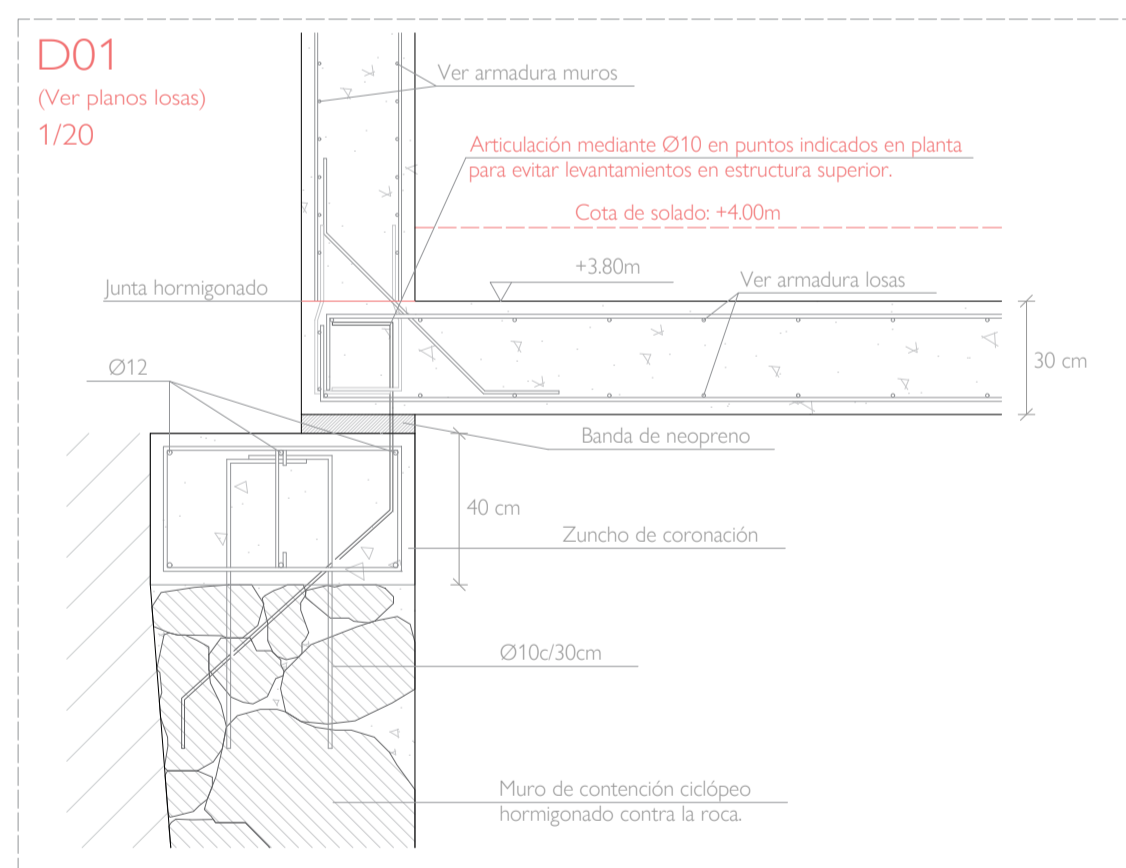 D01
(Ver planos losas)
1/20
Ver armadura muros
Articulación mediante Ø10 en puntos indicados en planta
para evitar levantamientos en estructura superior.
Cota de solado: +4.00m
+3.80m
Ver armadura losas
Junta hormigonado
30 cm
Ø12
Banda de neopreno
40 cm
Zuncho de coronación
Ø10c/30cm
Muro de contención ciclópeo
hormigonado contra la roca.